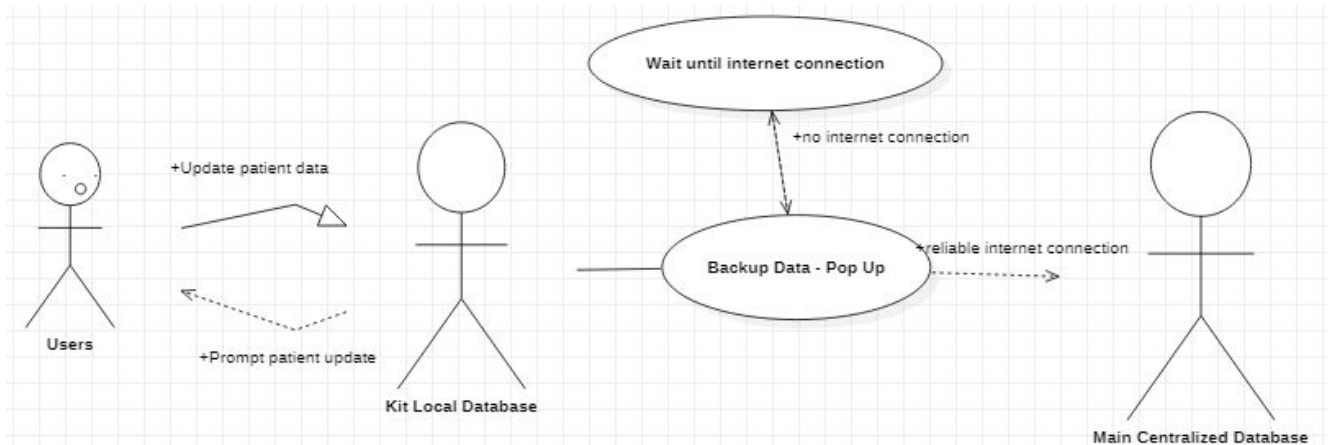 Wait until internet connection
+no internet connection
+Update patient data
+reliable internet connection
Backup Data - Pop Up
Users
+Prompt patient update
Kit Local Database
Main Centralized Database